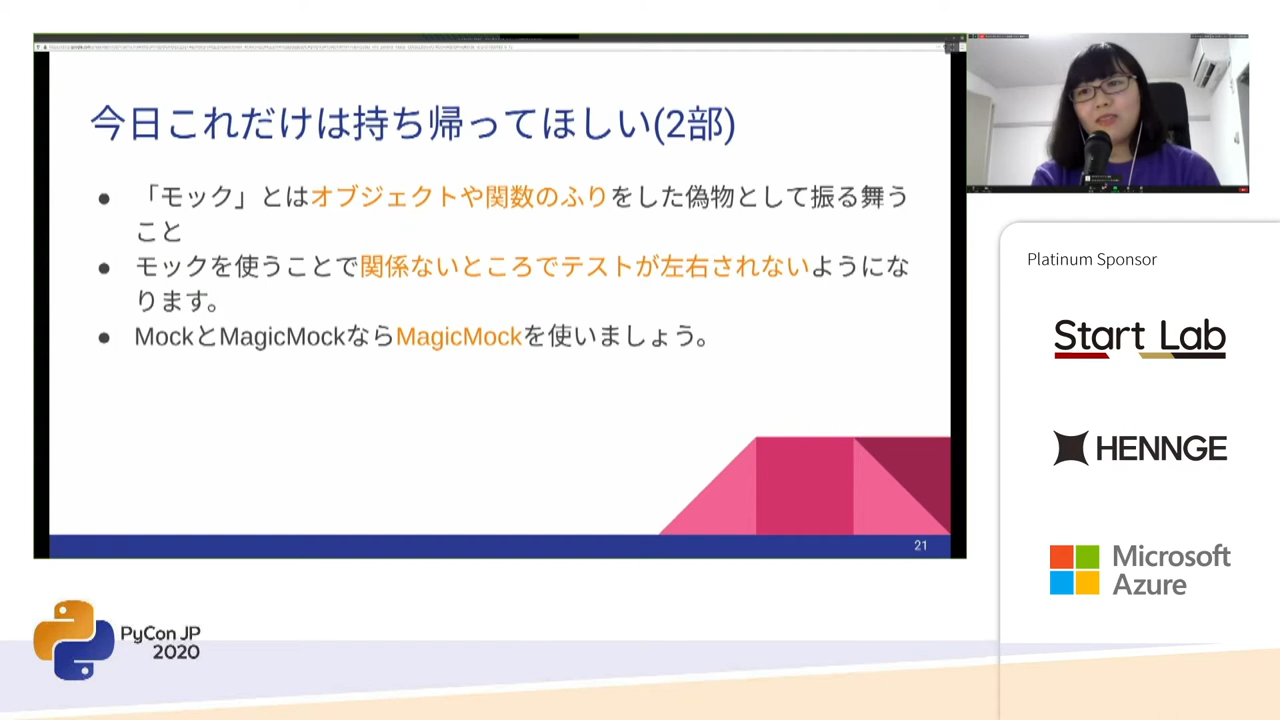 今日これだけは持ち帰ってほしい(2部)
● 「モック」とはオブジェクトや関数のふりをした偽物として振る舞う
こと
● モックを使うことで関係ないところでテストが左右されないようにな
ります。
● MockとMagicMockならMagicMockを使いましょう。
21
Platinum Sponsor
Start Lab
HENNGE
Microsoft
Azure
PyCon JP
2020